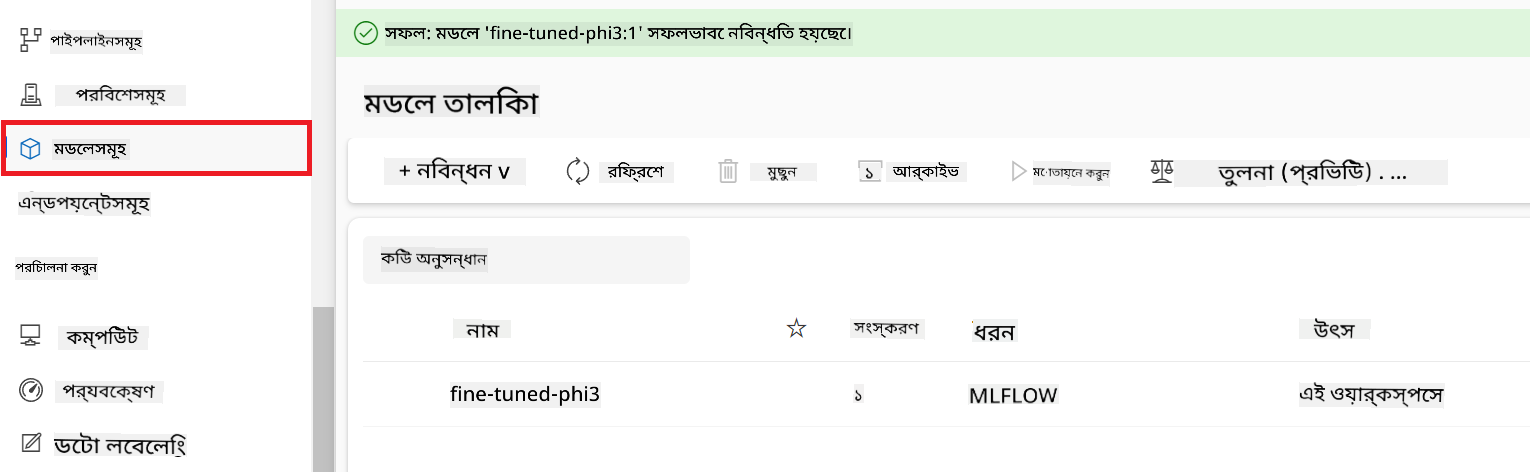 পাইপলাইনসমূহ
পরিবেশসমূহ
মডেলসমূহ
এন্ডপয়েন্টসমূহ
পরিচালনা করুন
কম্পিউট
পর্যবেক্ষণ
ডেটা লেবেলিং
সফল: মডেল 'fine-tuned-phi3:1' সফলভাবে নিবন্ধিত হয়েছে।
মডেল তালিকা
+ নিবন্ধন v
রিফ্রেশ
মুছুন
১ আর্কাইভ
মোতায়েন করুন
তুলনা (প্রিভিউ) . ...
কিউ অনুসন্ধান
নাম সংস্করণ ধরন উৎস
fine-tuned-phi3 ১ MLFLOW এই ওয়ার্কস্পেসে